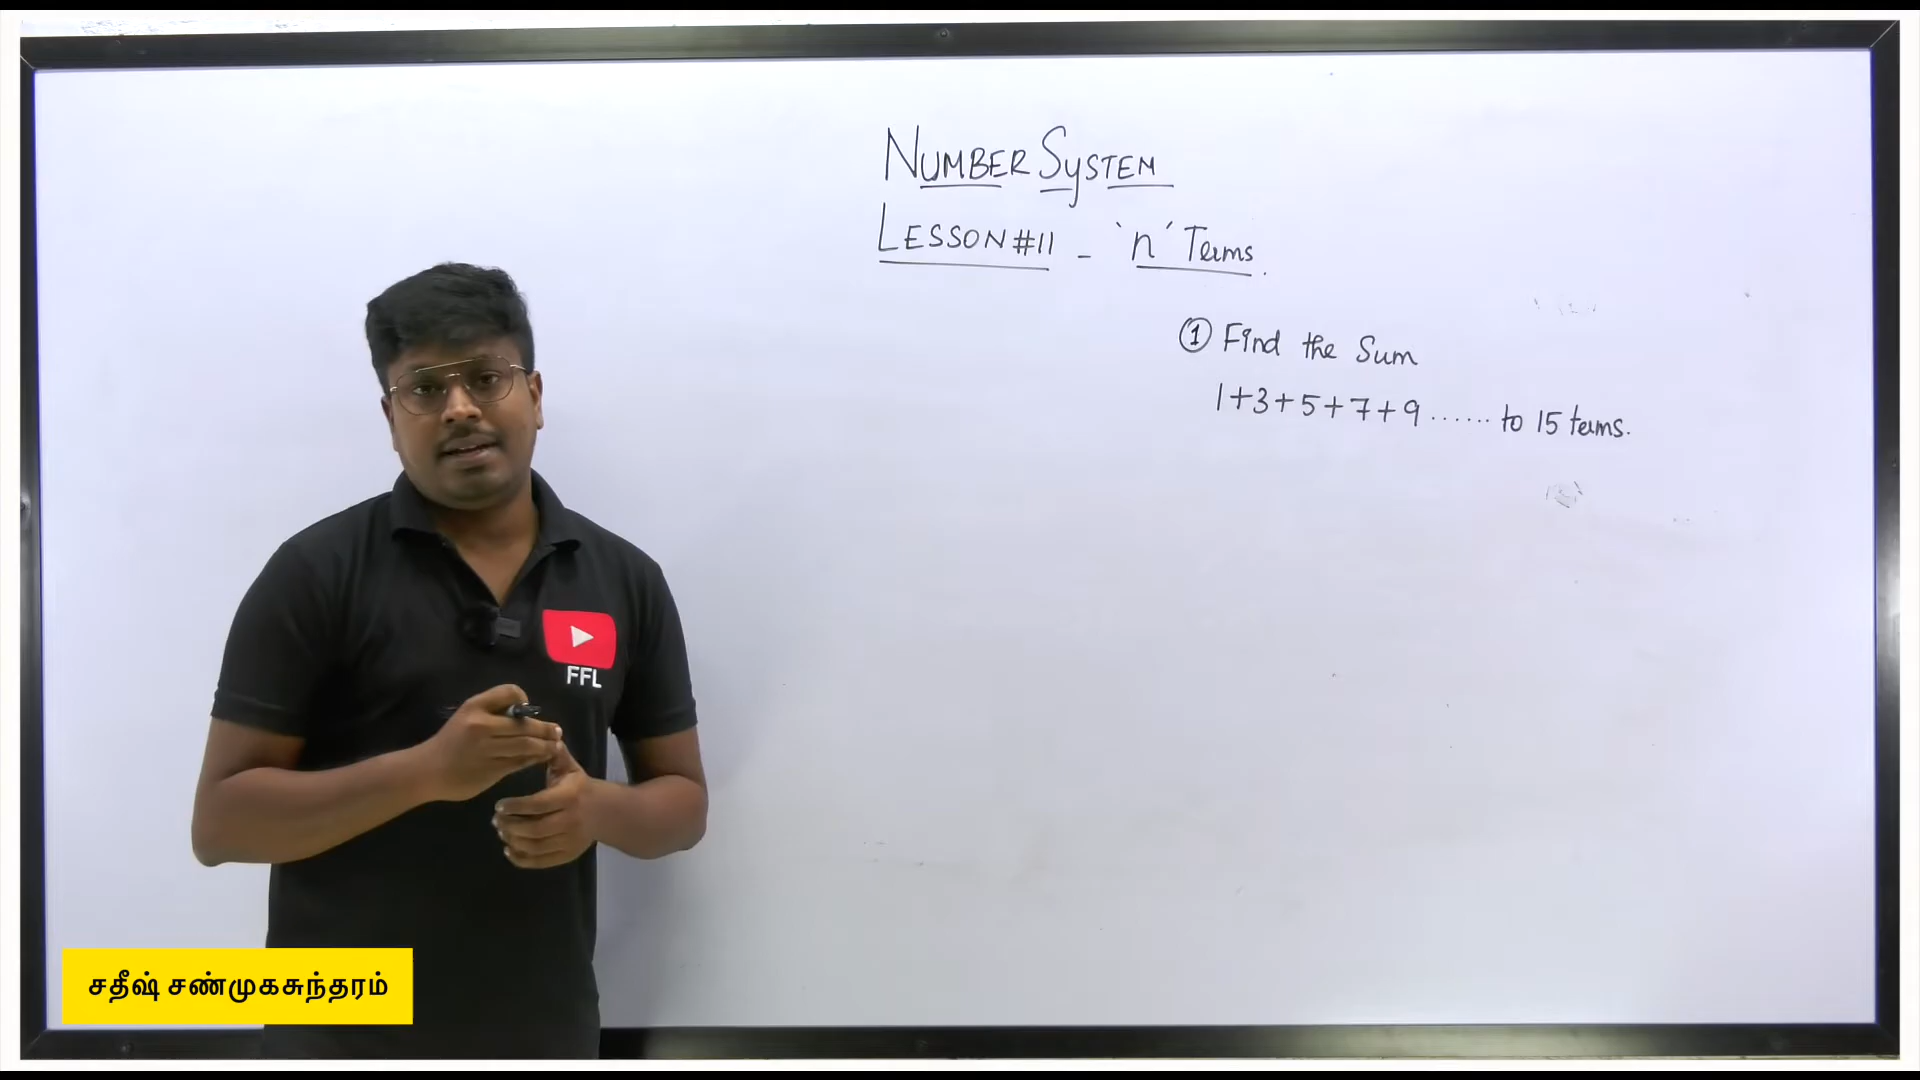 NUMBER SYSTEM
LESSON #11 - 'n' Terms.
① Find the Sum
1+3+5+7+9 ...... to 15 terms.
FFL
சதீஷ் சண்முகசுந்தரம்